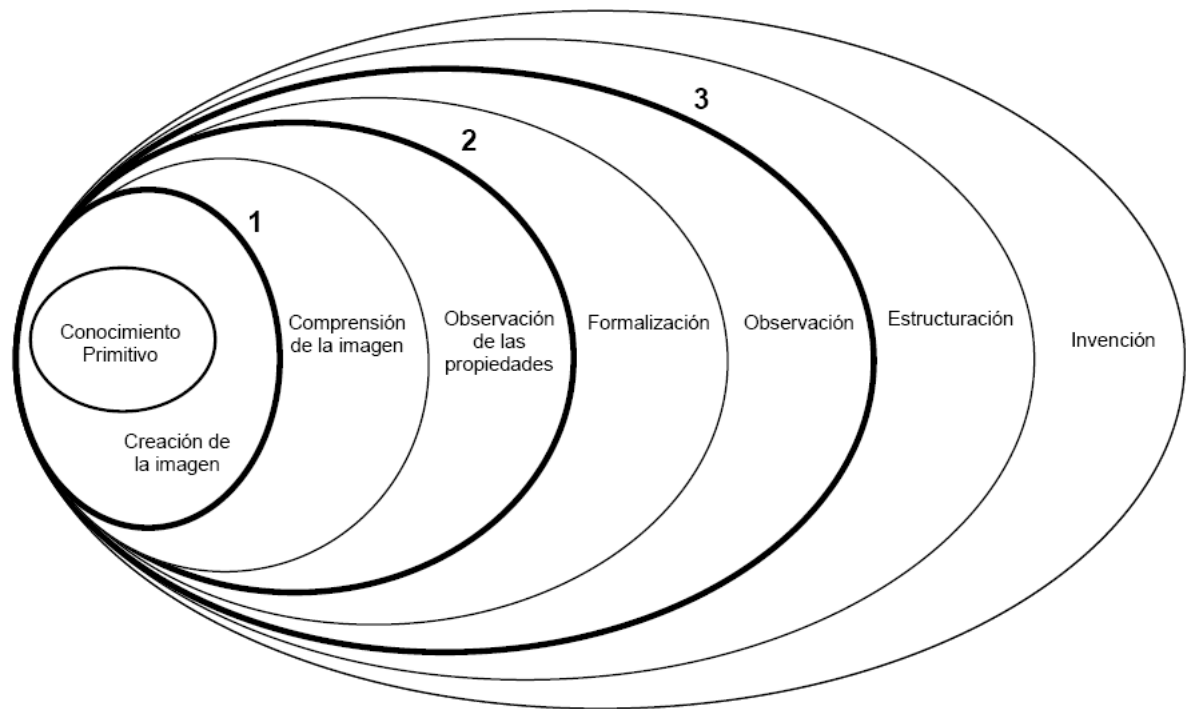 3
2
1
Conocimiento
Primitivo
Creación de
la imagen
Comprensión
de la imagen
Observación
de las
propiedades
Formalización
Observación
Estructuración
Invención